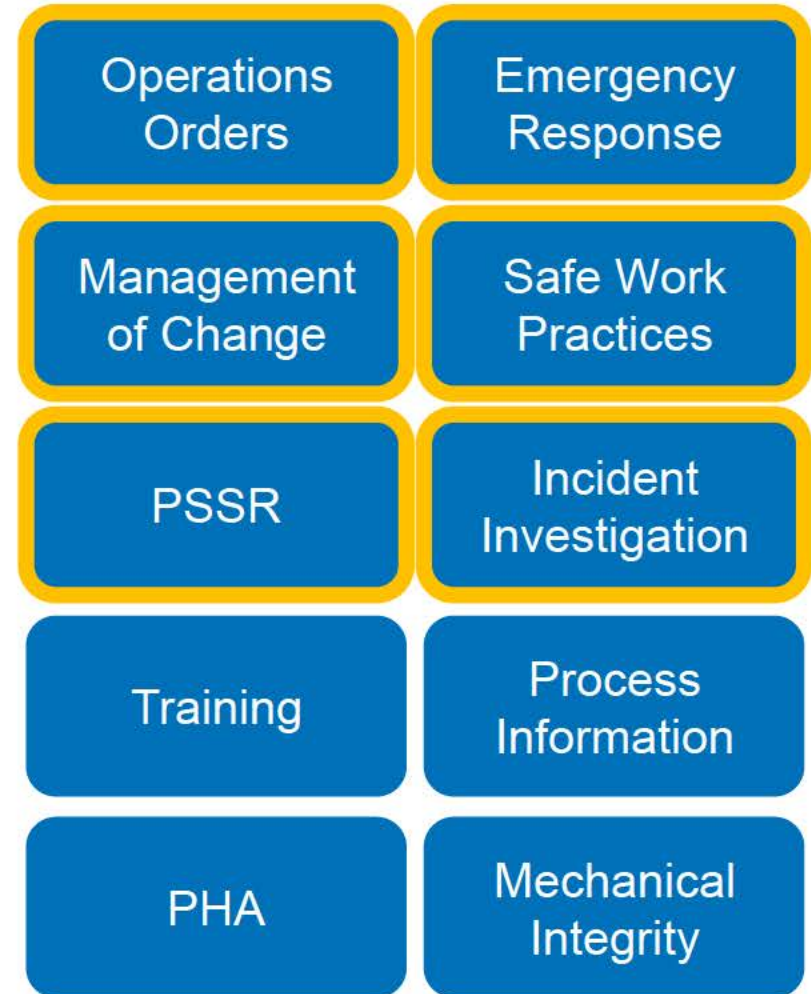 Operations
Orders
Emergency
Response
Management
of Change
Safe Work
Practices
PSSR
Incident
Investigation
Training
Process
Information
PHA
Mechanical
Integrity